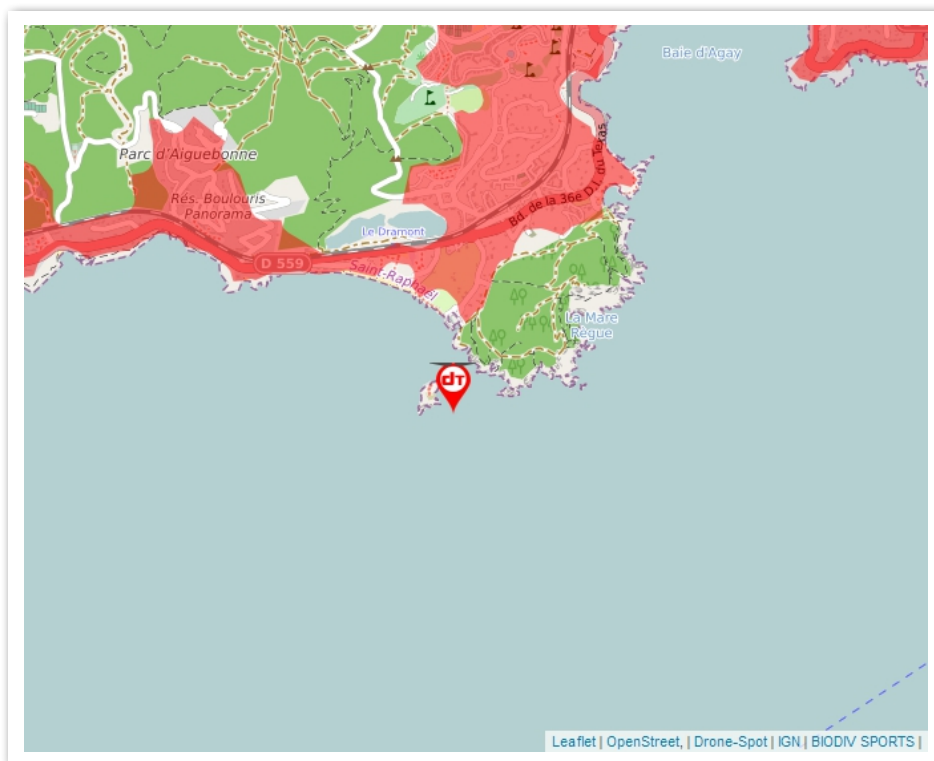 Baie d'Agay
Parc d'Aiguebonne
Bd. de la 36e D.I. du Texas
Rés. Boulouris
Panorama
Le Dramont
D 559
Saint-Raphaël
La Mare
Règue
dT
Leaflet | OpenStreet, | Drone-Spot | IGN | BIODIV SPORTS |